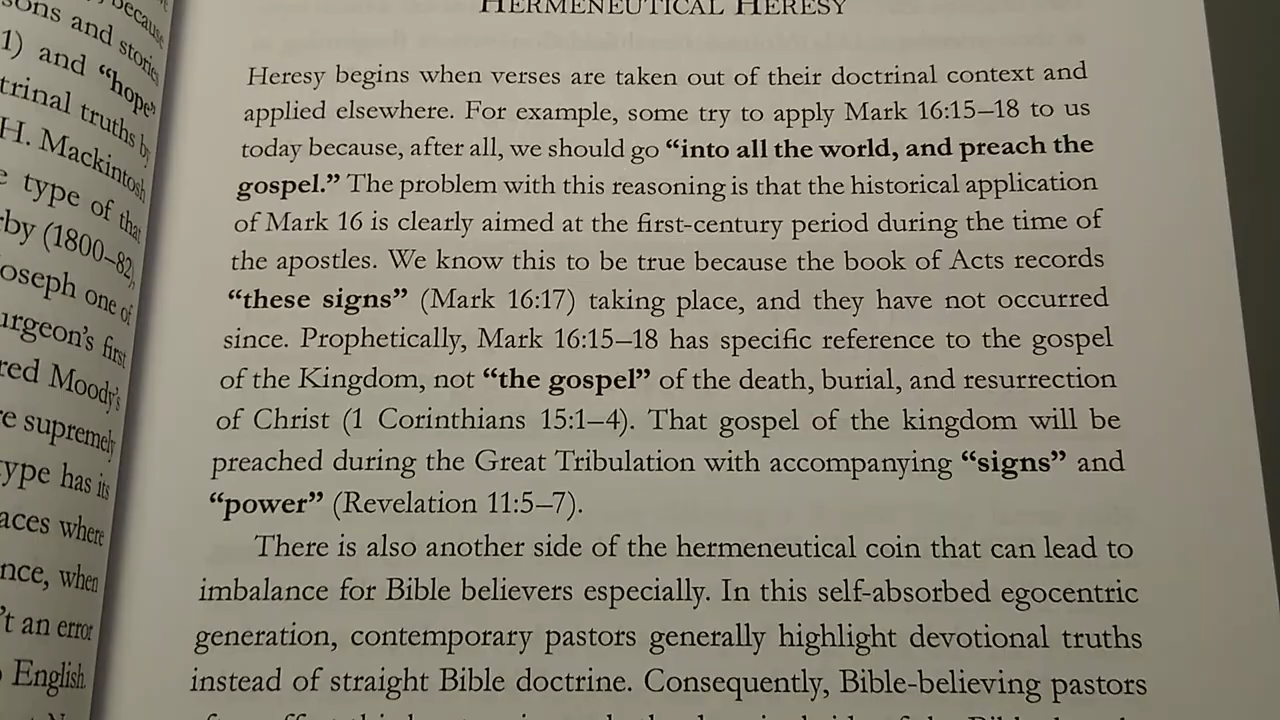 because
sons and stories
1) and “hope”
trinal truths by
H. Mackintosh
e type of that
rby (1800–82),
oseph one of
urgeon’s first
red Moody’s
e supremely
type has its
aces where
nce, when
’t an error
English.
HERMENEUTICAL HERESY
Heresy begins when verses are taken out of their doctrinal context and
applied elsewhere. For example, some try to apply Mark 16:15–18 to us
today because, after all, we should go “into all the world, and preach the
gospel.” The problem with this reasoning is that the historical application
of Mark 16 is clearly aimed at the first-century period during the time of
the apostles. We know this to be true because the book of Acts records
“these signs” (Mark 16:17) taking place, and they have not occurred
since. Prophetically, Mark 16:15–18 has specific reference to the gospel
of the Kingdom, not “the gospel” of the death, burial, and resurrection
of Christ (1 Corinthians 15:1–4). That gospel of the kingdom will be
preached during the Great Tribulation with accompanying “signs” and
“power” (Revelation 11:5–7).
There is also another side of the hermeneutical coin that can lead to
imbalance for Bible believers especially. In this self-absorbed egocentric
generation, contemporary pastors generally highlight devotional truths
instead of straight Bible doctrine. Consequently, Bible-believing pastors